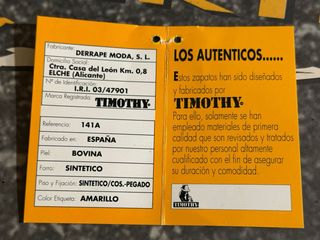 Fabricante: DERRAPE MODA, S. L.
Domicilio Social:
Ctra. Casa del León Km. 0,8
ELCHE (Alicante)
Nº de Identificación:
I.R.I. 03/47901
Marca Registrada: TIMOTHY
Referencia: 141A
Fabricado en: ESPAÑA
Piel: BOVINA
Forro: SINTETICO
Piso y Fijación: SINTETICO/COS.-PEGADO
Color Etiqueta: AMARILLO
LOS AUTENTICOS......
Estos zapatos han sido diseñados
y fabricados por
TIMOTHY
Para ello, solamente se han
empleado materiales de primera
calidad que son revisados y tratados
por nuestro personal altamente
cualificado con el fin de asegurar
su duración y comodidad.
TIMOTHY